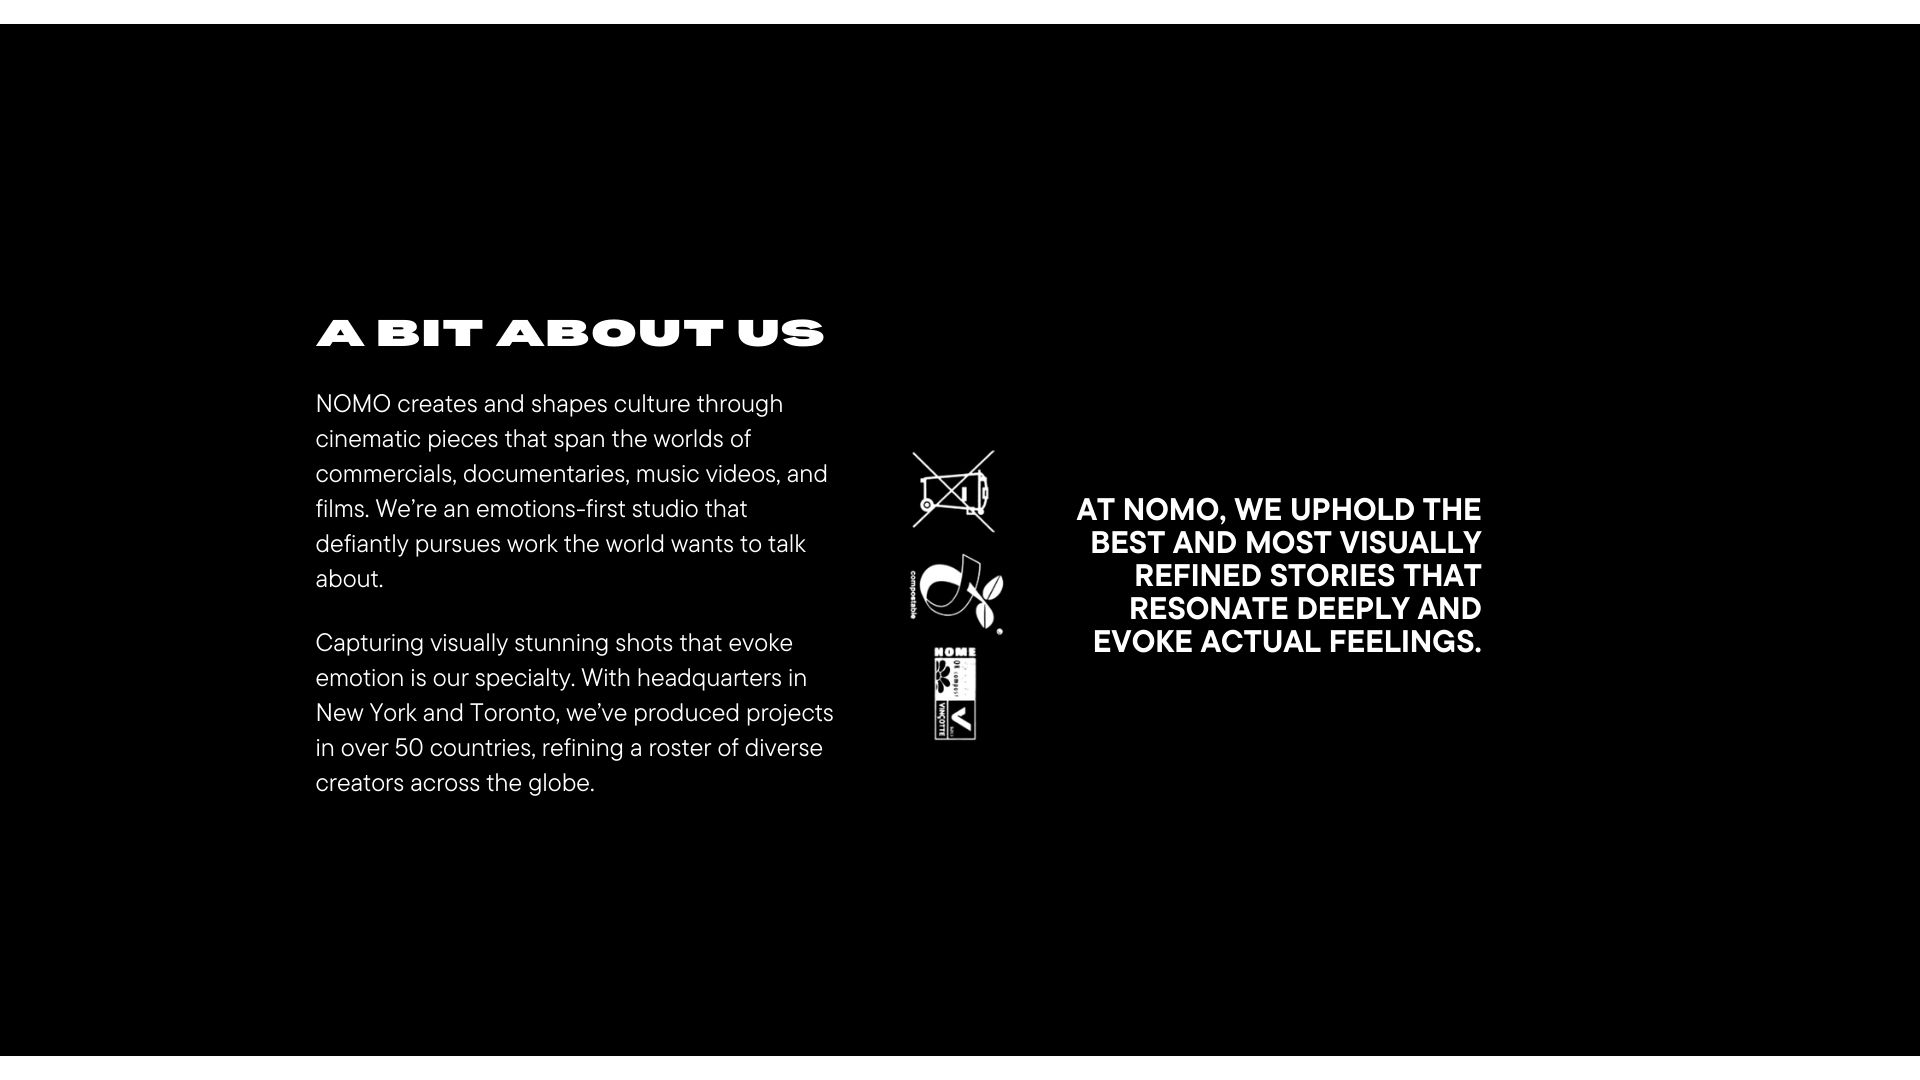 A BIT ABOUT US
NOMO creates and shapes culture through
cinematic pieces that span the worlds of
commercials, documentaries, music videos, and
films. We’re an emotions-first studio that
defiantly pursues work the world wants to talk
about.
Capturing visually stunning shots that evoke
emotion is our specialty. With headquarters in
New York and Toronto, we’ve produced projects
in over 50 countries, refining a roster of diverse
creators across the globe.
compostable
HOME
OK compost
VINÇOTTE
AT NOMO, WE UPHOLD THE
BEST AND MOST VISUALLY
REFINED STORIES THAT
RESONATE DEEPLY AND
EVOKE ACTUAL FEELINGS.